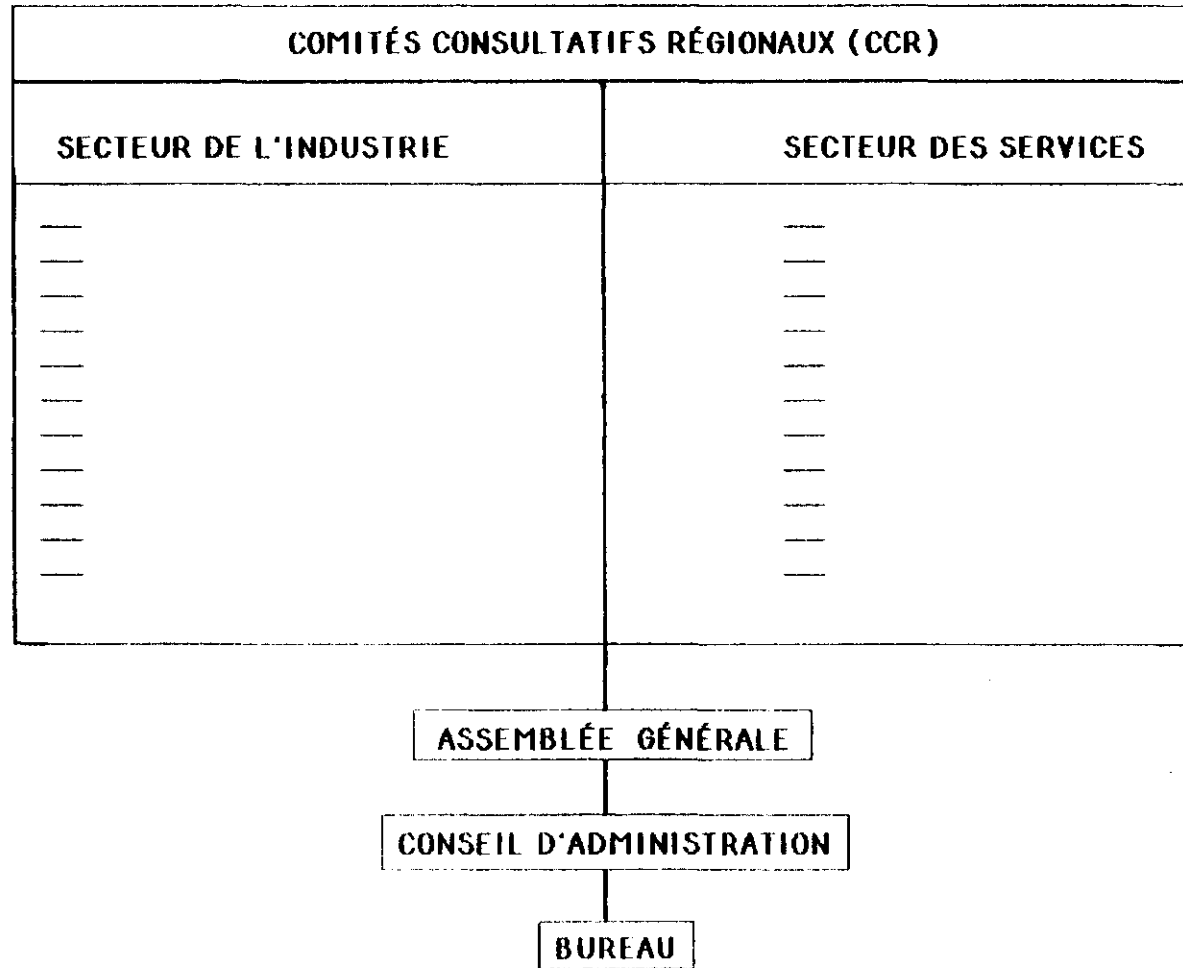 COMITÉS CONSULTATIFS RÉGIONAUX (CCR)
SECTEUR DE L'INDUSTRIE
SECTEUR DES SERVICES
ASSEMBLÉE GÉNÉRALE
CONSEIL D'ADMINISTRATION
BUREAU